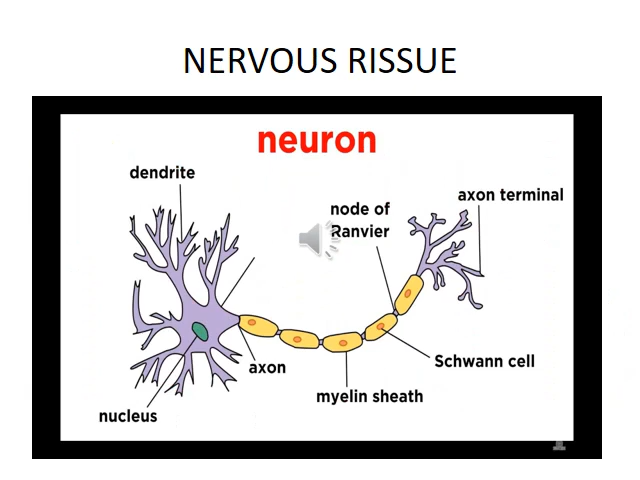 NERVOUS RISSUE
neuron
dendrite
axon terminal
node of
Ranvier
axon
Schwann cell
myelin sheath
nucleus